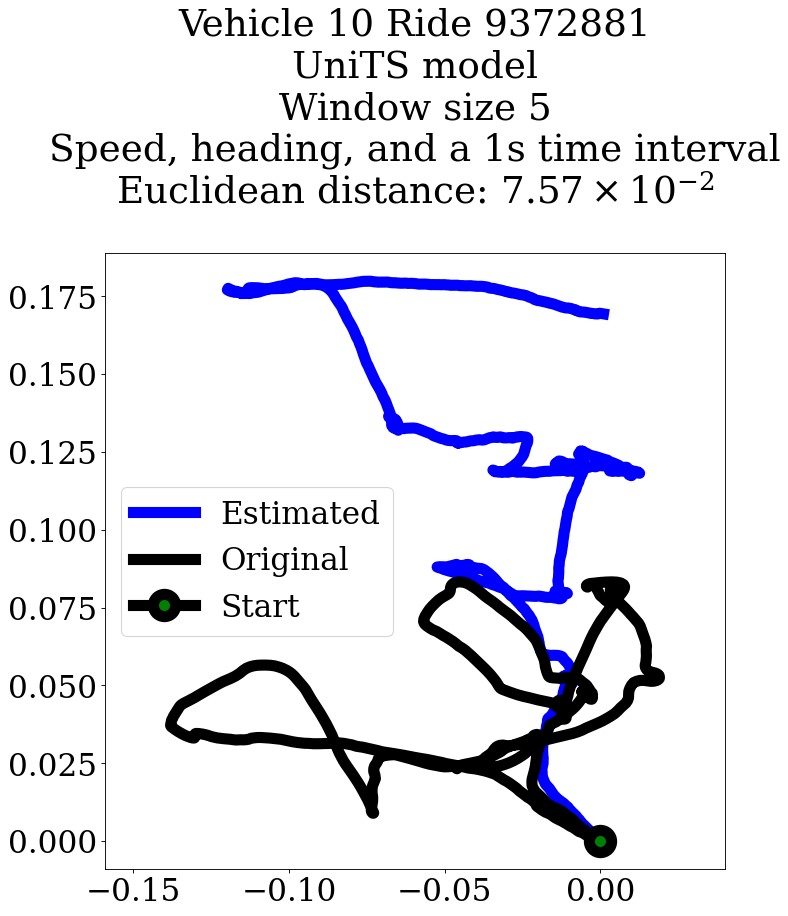 Vehicle 10 Ride 9372881
UniTS model
Window size 5
Speed, heading, and a 1s time interval
Euclidean distance: 7.57 × 10⁻²
0.175
0.150
0.125
0.100
0.075
0.050
0.025
0.000
Estimated
Original
Start
−0.15 −0.10 −0.05 0.00